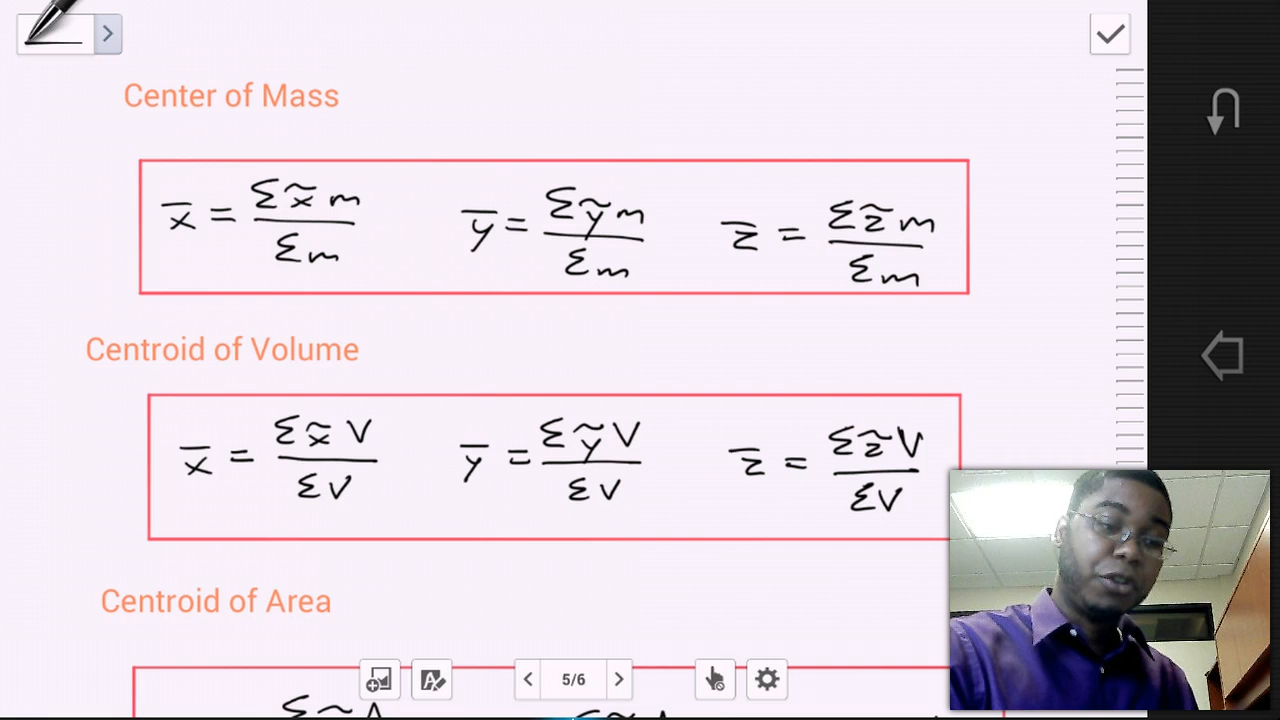 Center of Mass
x̄ = Σx̃m / Σm   ȳ = Σỹm / Σm   z̄ = Σz̃m / Σm
Centroid of Volume
x̄ = Σx̃V / ΣV   ȳ = ΣỹV / ΣV   z̄ = Σz̃V / ΣV
Centroid of Area
5/6